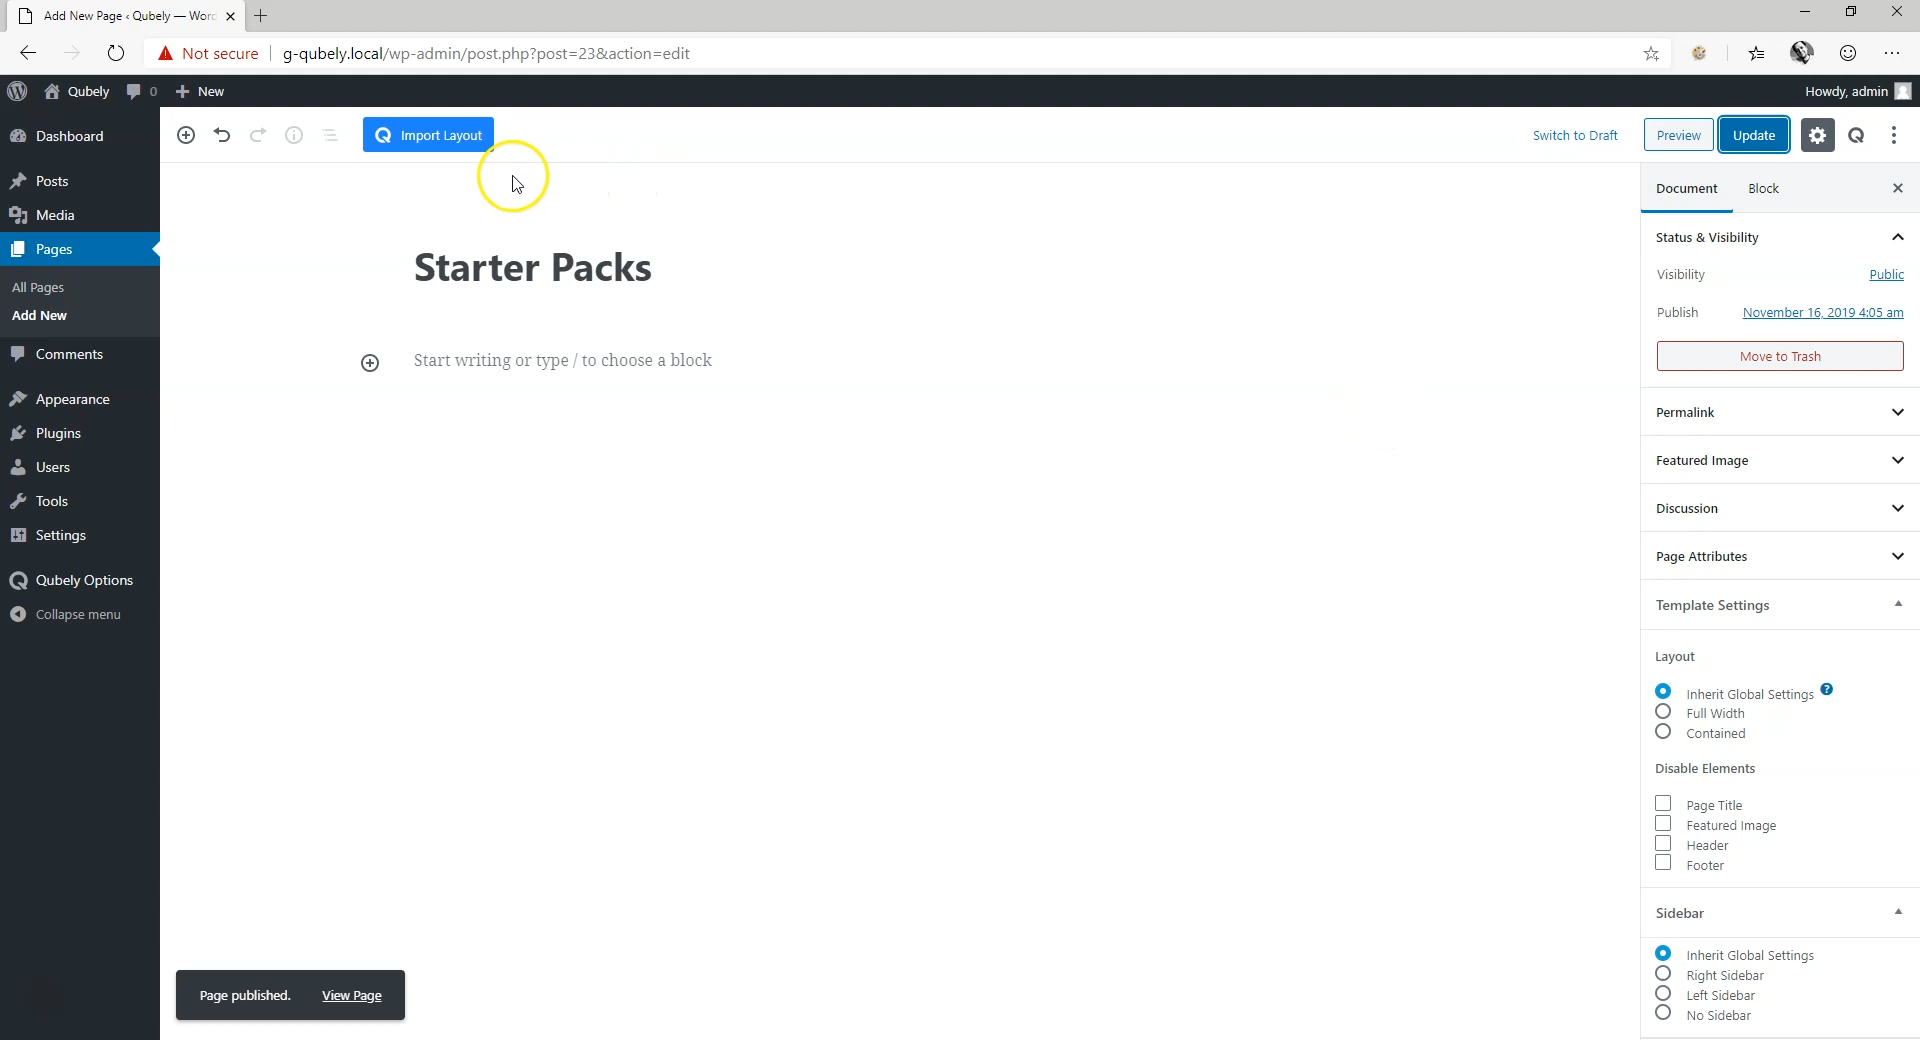 Add New Page ‹ Qubely — Word
Not secure
g-qubely.local/wp-admin/post.php?post=23&action=edit
Qubely
0
New
Howdy, admin
Dashboard
Posts
Media
Pages
All Pages
Add New
Comments
Appearance
Plugins
Users
Tools
Settings
Qubely Options
Collapse menu
Import Layout
Switch to Draft
Preview
Update
Starter Packs
Start writing or type / to choose a block
Page published.
View Page
Document
Block
Status & Visibility
Visibility
Public
Publish
November 16, 2019 4:05 am
Move to Trash
Permalink
Featured Image
Discussion
Page Attributes
Template Settings
Layout
Inherit Global Settings ?
Full Width
Contained
Disable Elements
Page Title
Featured Image
Header
Footer
Sidebar
Inherit Global Settings
Right Sidebar
Left Sidebar
No Sidebar